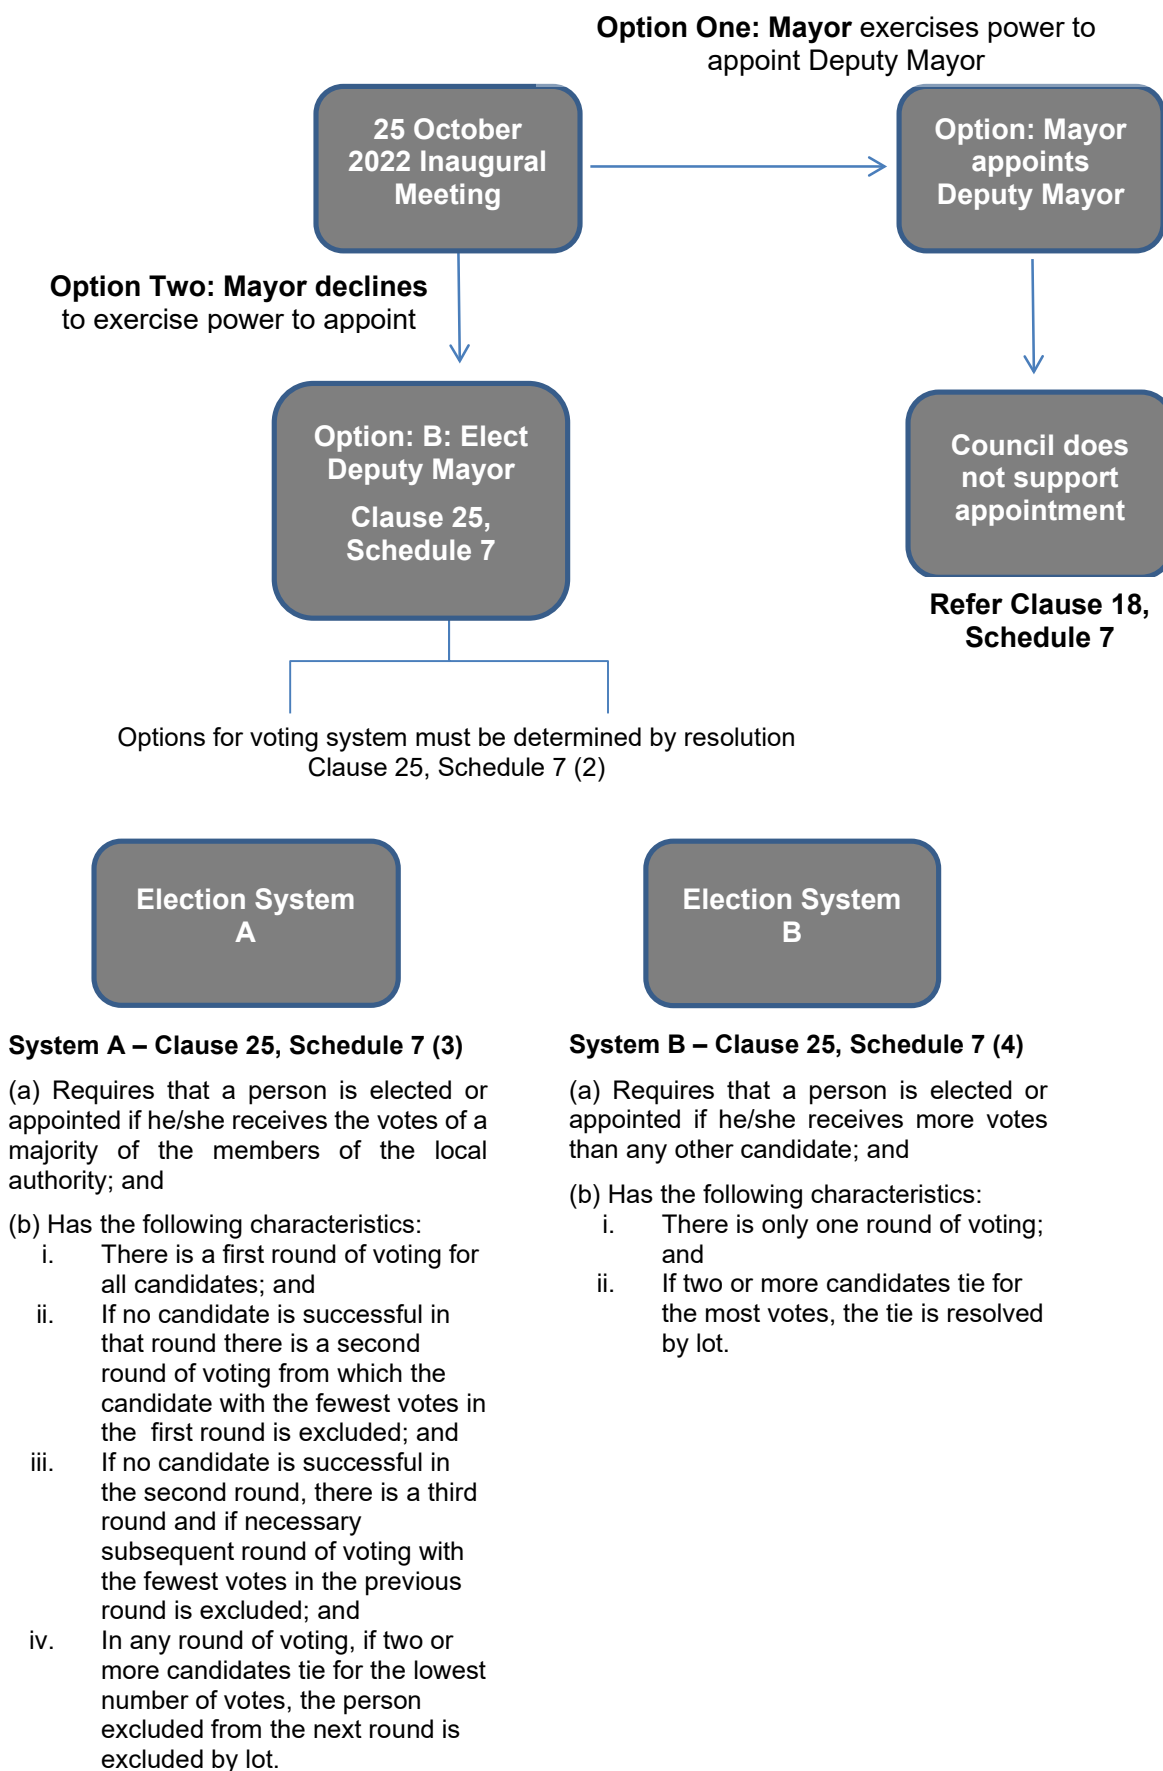 Option One: Mayor exercises power to
appoint Deputy Mayor
25 October
2022 Inaugural
Meeting
Option: Mayor
appoints
Deputy Mayor
Option Two: Mayor declines
to exercise power to appoint
Option: B: Elect
Deputy Mayor
Clause 25,
Schedule 7
Council does
not support
appointment
Refer Clause 18,
Schedule 7
Options for voting system must be determined by resolution
Clause 25, Schedule 7 (2)
Election System
A
Election System
B
System A – Clause 25, Schedule 7 (3)
(a) Requires that a person is elected or
appointed if he/she receives the votes of a
majority of the members of the local
authority; and
(b) Has the following characteristics:
i. There is a first round of voting for
all candidates; and
ii. If no candidate is successful in
that round there is a second
round of voting from which the
candidate with the fewest votes in
the first round is excluded; and
iii. If no candidate is successful in
the second round, there is a third
round and if necessary
subsequent round of voting with
the fewest votes in the previous
round is excluded; and
iv. In any round of voting, if two or
more candidates tie for the lowest
number of votes, the person
excluded from the next round is
excluded by lot.
System B – Clause 25, Schedule 7 (4)
(a) Requires that a person is elected or
appointed if he/she receives more votes
than any other candidate; and
(b) Has the following characteristics:
i. There is only one round of voting;
and
ii. If two or more candidates tie for
the most votes, the tie is resolved
by lot.